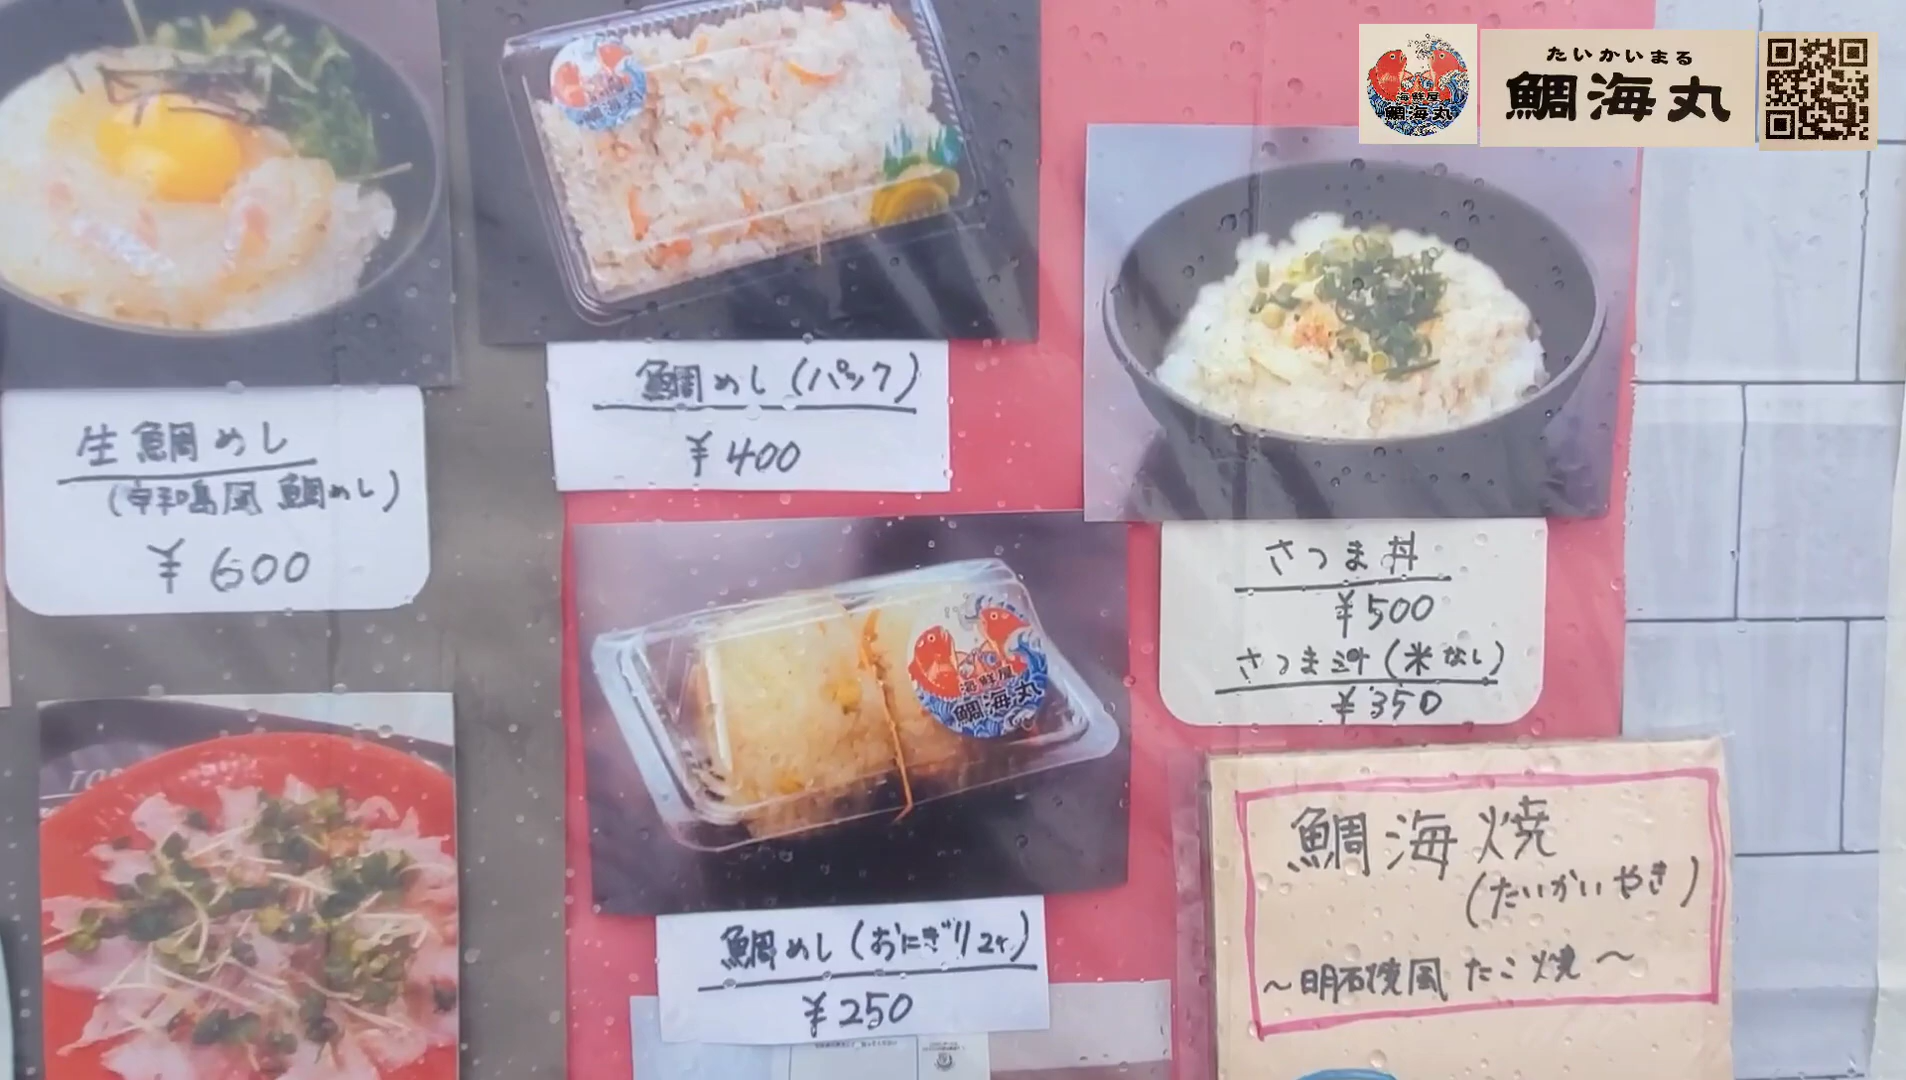 たいかいまる
鯛海丸
海鮮屋
鯛海丸
生鯛めし
(宇和島風 鯛めし)
¥600
鯛めし(パック)
¥400
さつま丼
¥500
さつま汁(米なし)
¥350
海鮮屋
鯛海丸
鯛めし(おにぎり2ケ)
¥250
鯛海焼
(たいかいやき)
～明石焼風 たこ焼～